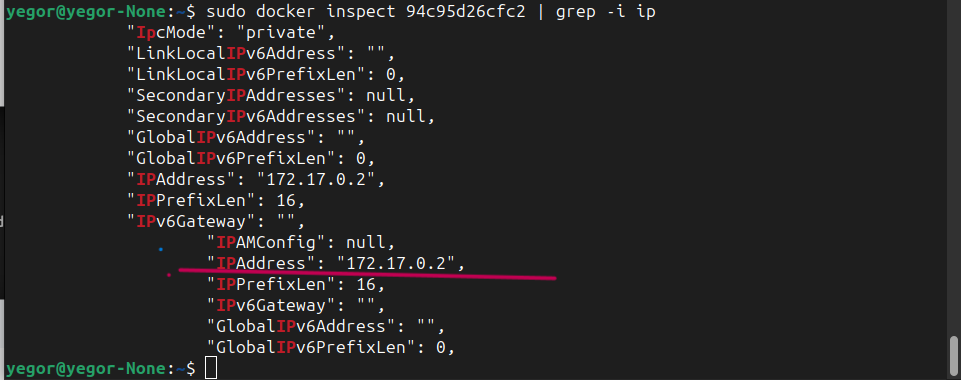 yegor@yegor-None:~$ sudo docker inspect 94c95d26cfc2 | grep -i ip
"IpcMode": "private",
"LinkLocalIPv6Address": "",
"LinkLocalIPv6PrefixLen": 0,
"SecondaryIPAddresses": null,
"SecondaryIPv6Addresses": null,
"GlobalIPv6Address": "",
"GlobalIPv6PrefixLen": 0,
"IPAddress": "172.17.0.2",
"IPPrefixLen": 16,
"IPv6Gateway": "",
"IPAMConfig": null,
"IPAddress": "172.17.0.2",
"IPPrefixLen": 16,
"IPv6Gateway": "",
"GlobalIPv6Address": "",
"GlobalIPv6PrefixLen": 0,
yegor@yegor-None:~$